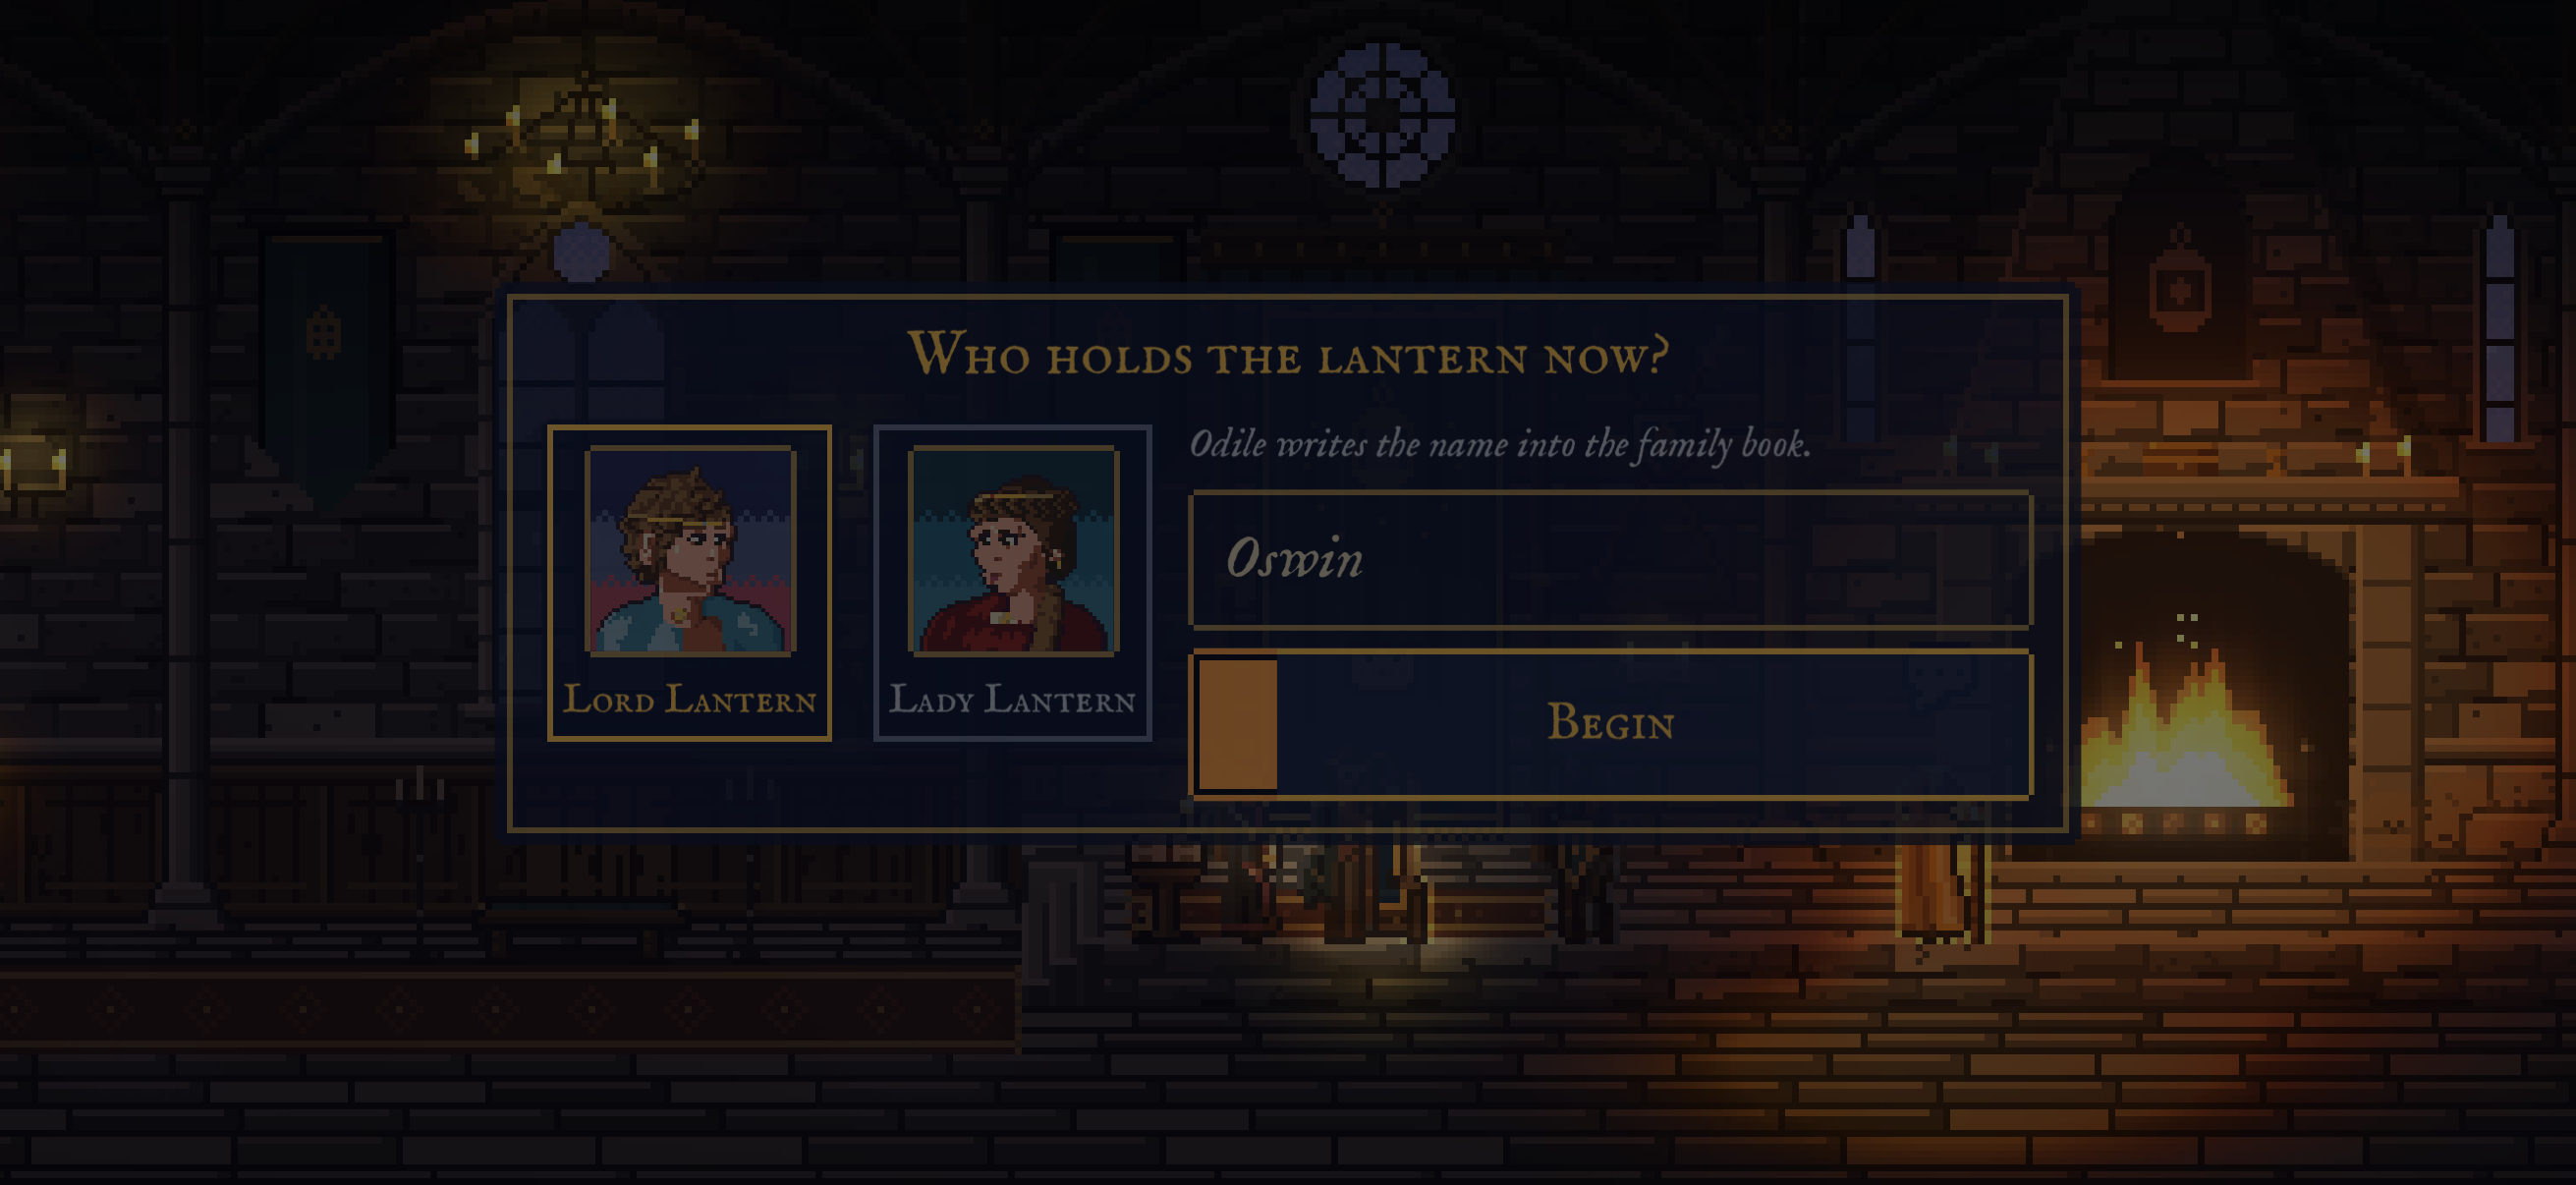 Who holds the lantern now?
Odile writes the name into the family book.
Oswin
Lord Lantern
Lady Lantern
Begin